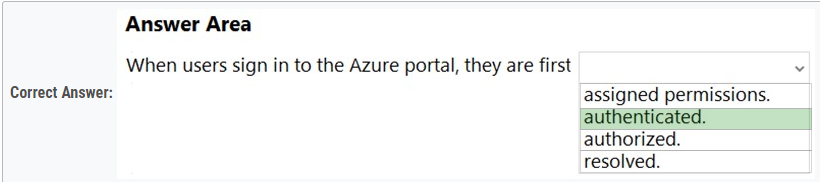 Answer Area
When users sign in to the Azure portal, they are first
Correct Answer:
assigned permissions.
authenticated.
authorized.
resolved.